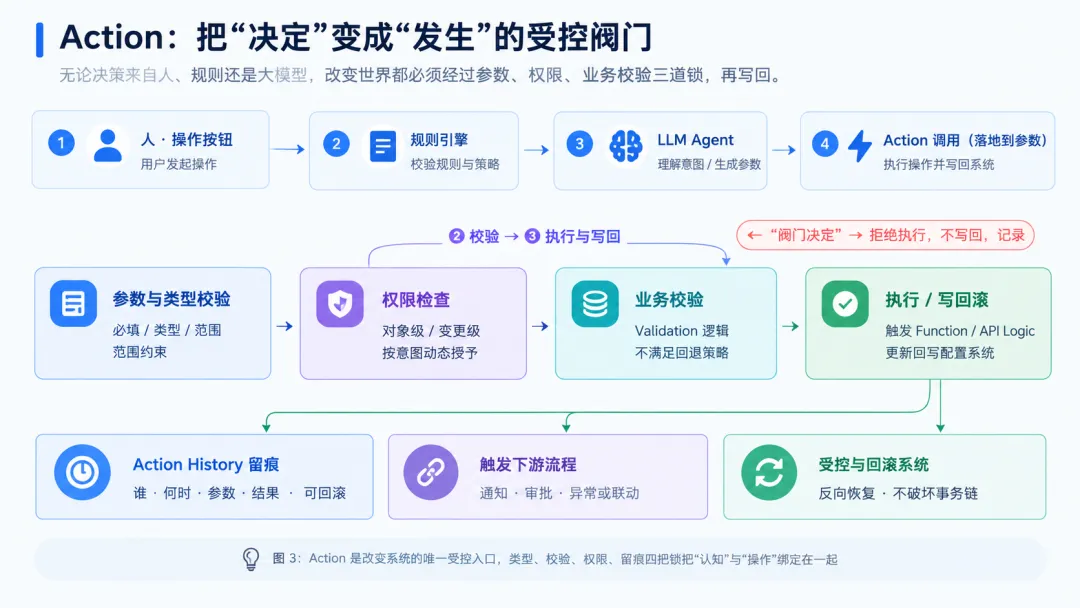 Action：把“决定”变成“发生”的受控阀门
无论决策来自人、规则还是大模型，改变世界都必须经过参数、权限、业务校验三道锁，再写回。
1
人 · 操作按钮
用户发起操作
2
规则引擎
校验规则与策略
3
LLM Agent
理解意图 / 生成参数
4
Action 调用（落地到参数）
执行操作并写回系统
2 校验 → 3 执行与写回
← “阀门决定” → 拒绝执行，不写回，记录
参数与类型校验
必填 / 类型 / 范围
范围约束
权限检查
对象级 / 变更级
按意图动态授予
业务校验
Validation 逻辑
不满足回退策略
执行 / 写回滚
触发 Function / API Logic
更新回写配置系统
Action History 留痕
谁 · 何时 · 参数 · 结果 · 可回滚
触发下游流程
通知 · 审批 · 异常或联动
受控与回滚系统
反向恢复 · 不破坏事务链
图 3：Action 是改变系统的唯一受控入口，类型、校验、权限、留痕四把锁把“认知”与“操作”绑定在一起